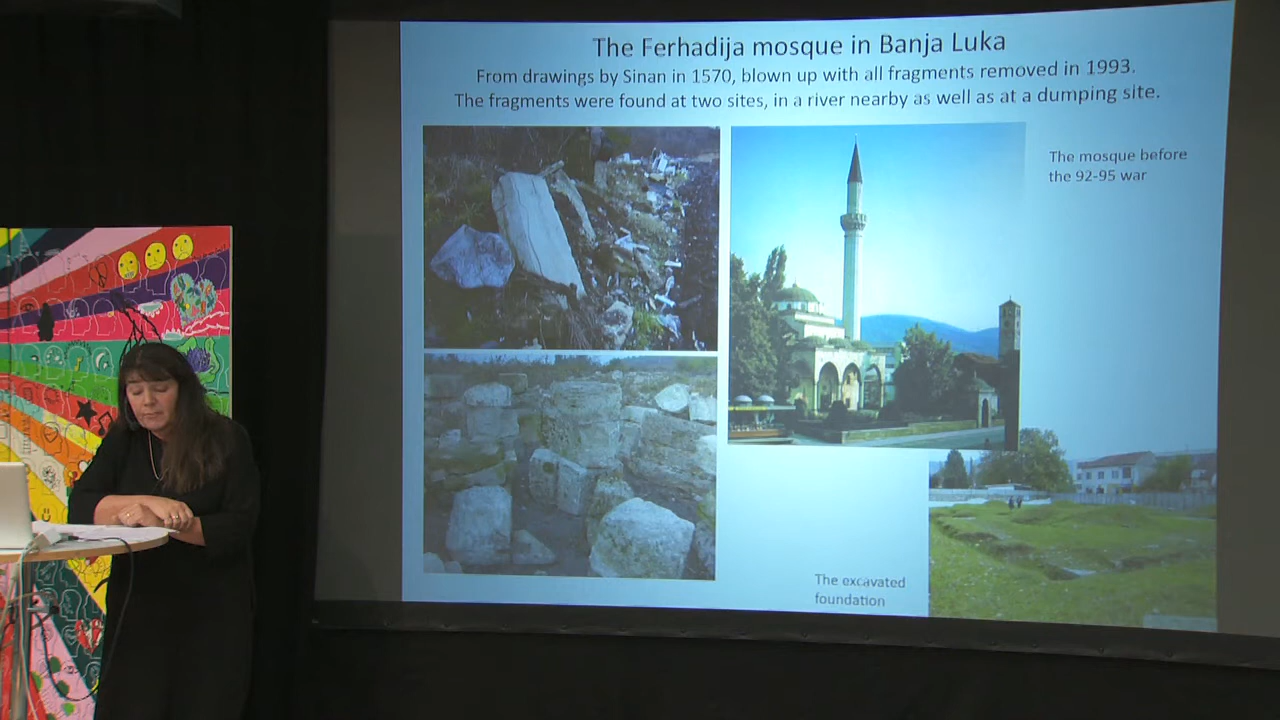 The Ferhadija mosque in Banja Luka
From drawings by Sinan in 1570, blown up with all fragments removed in 1993.
The fragments were found at two sites, in a river nearby as well as at a dumping site.
The mosque before
the 92-95 war
The excavated
foundation